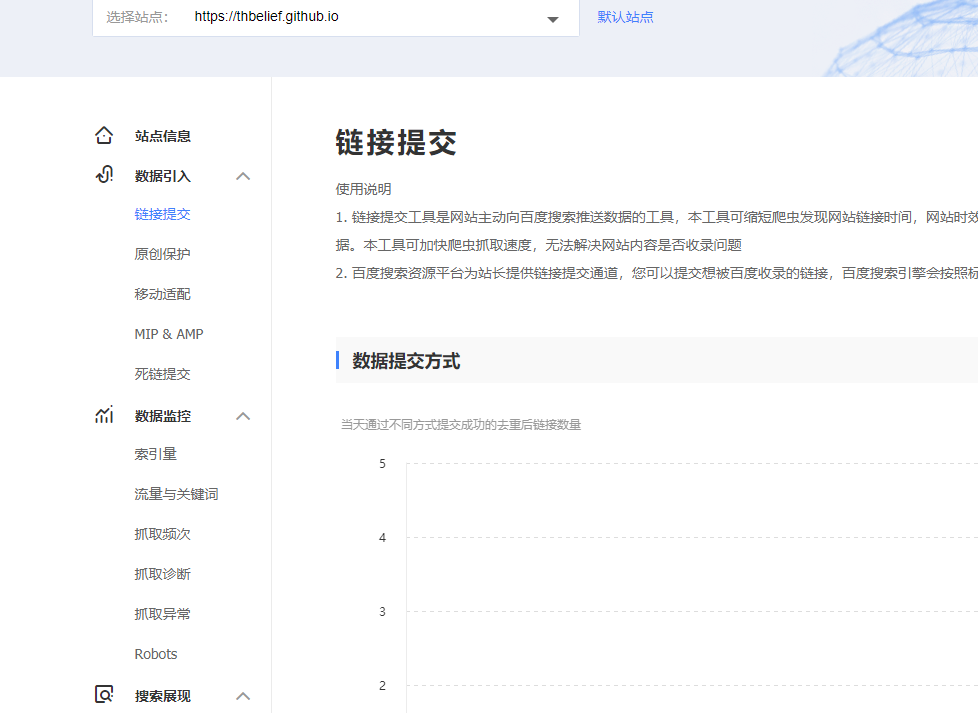 选择站点： https://thbelief.github.io 默认站点
站点信息
数据引入
链接提交
原创保护
移动适配
MIP & AMP
死链提交
数据监控
索引量
流量与关键词
抓取频次
抓取诊断
抓取异常
Robots
搜索展现
链接提交
使用说明
1. 链接提交工具是网站主动向百度搜索推送数据的工具，本工具可缩短爬虫发现网站链接时间，网站时效
据。本工具可加快爬虫抓取速度，无法解决网站内容是否收录问题
2. 百度搜索资源平台为站长提供链接提交通道，您可以提交想被百度收录的链接，百度搜索引擎会按照标
数据提交方式
当天通过不同方式提交成功的去重后链接数量
5
4
3
2